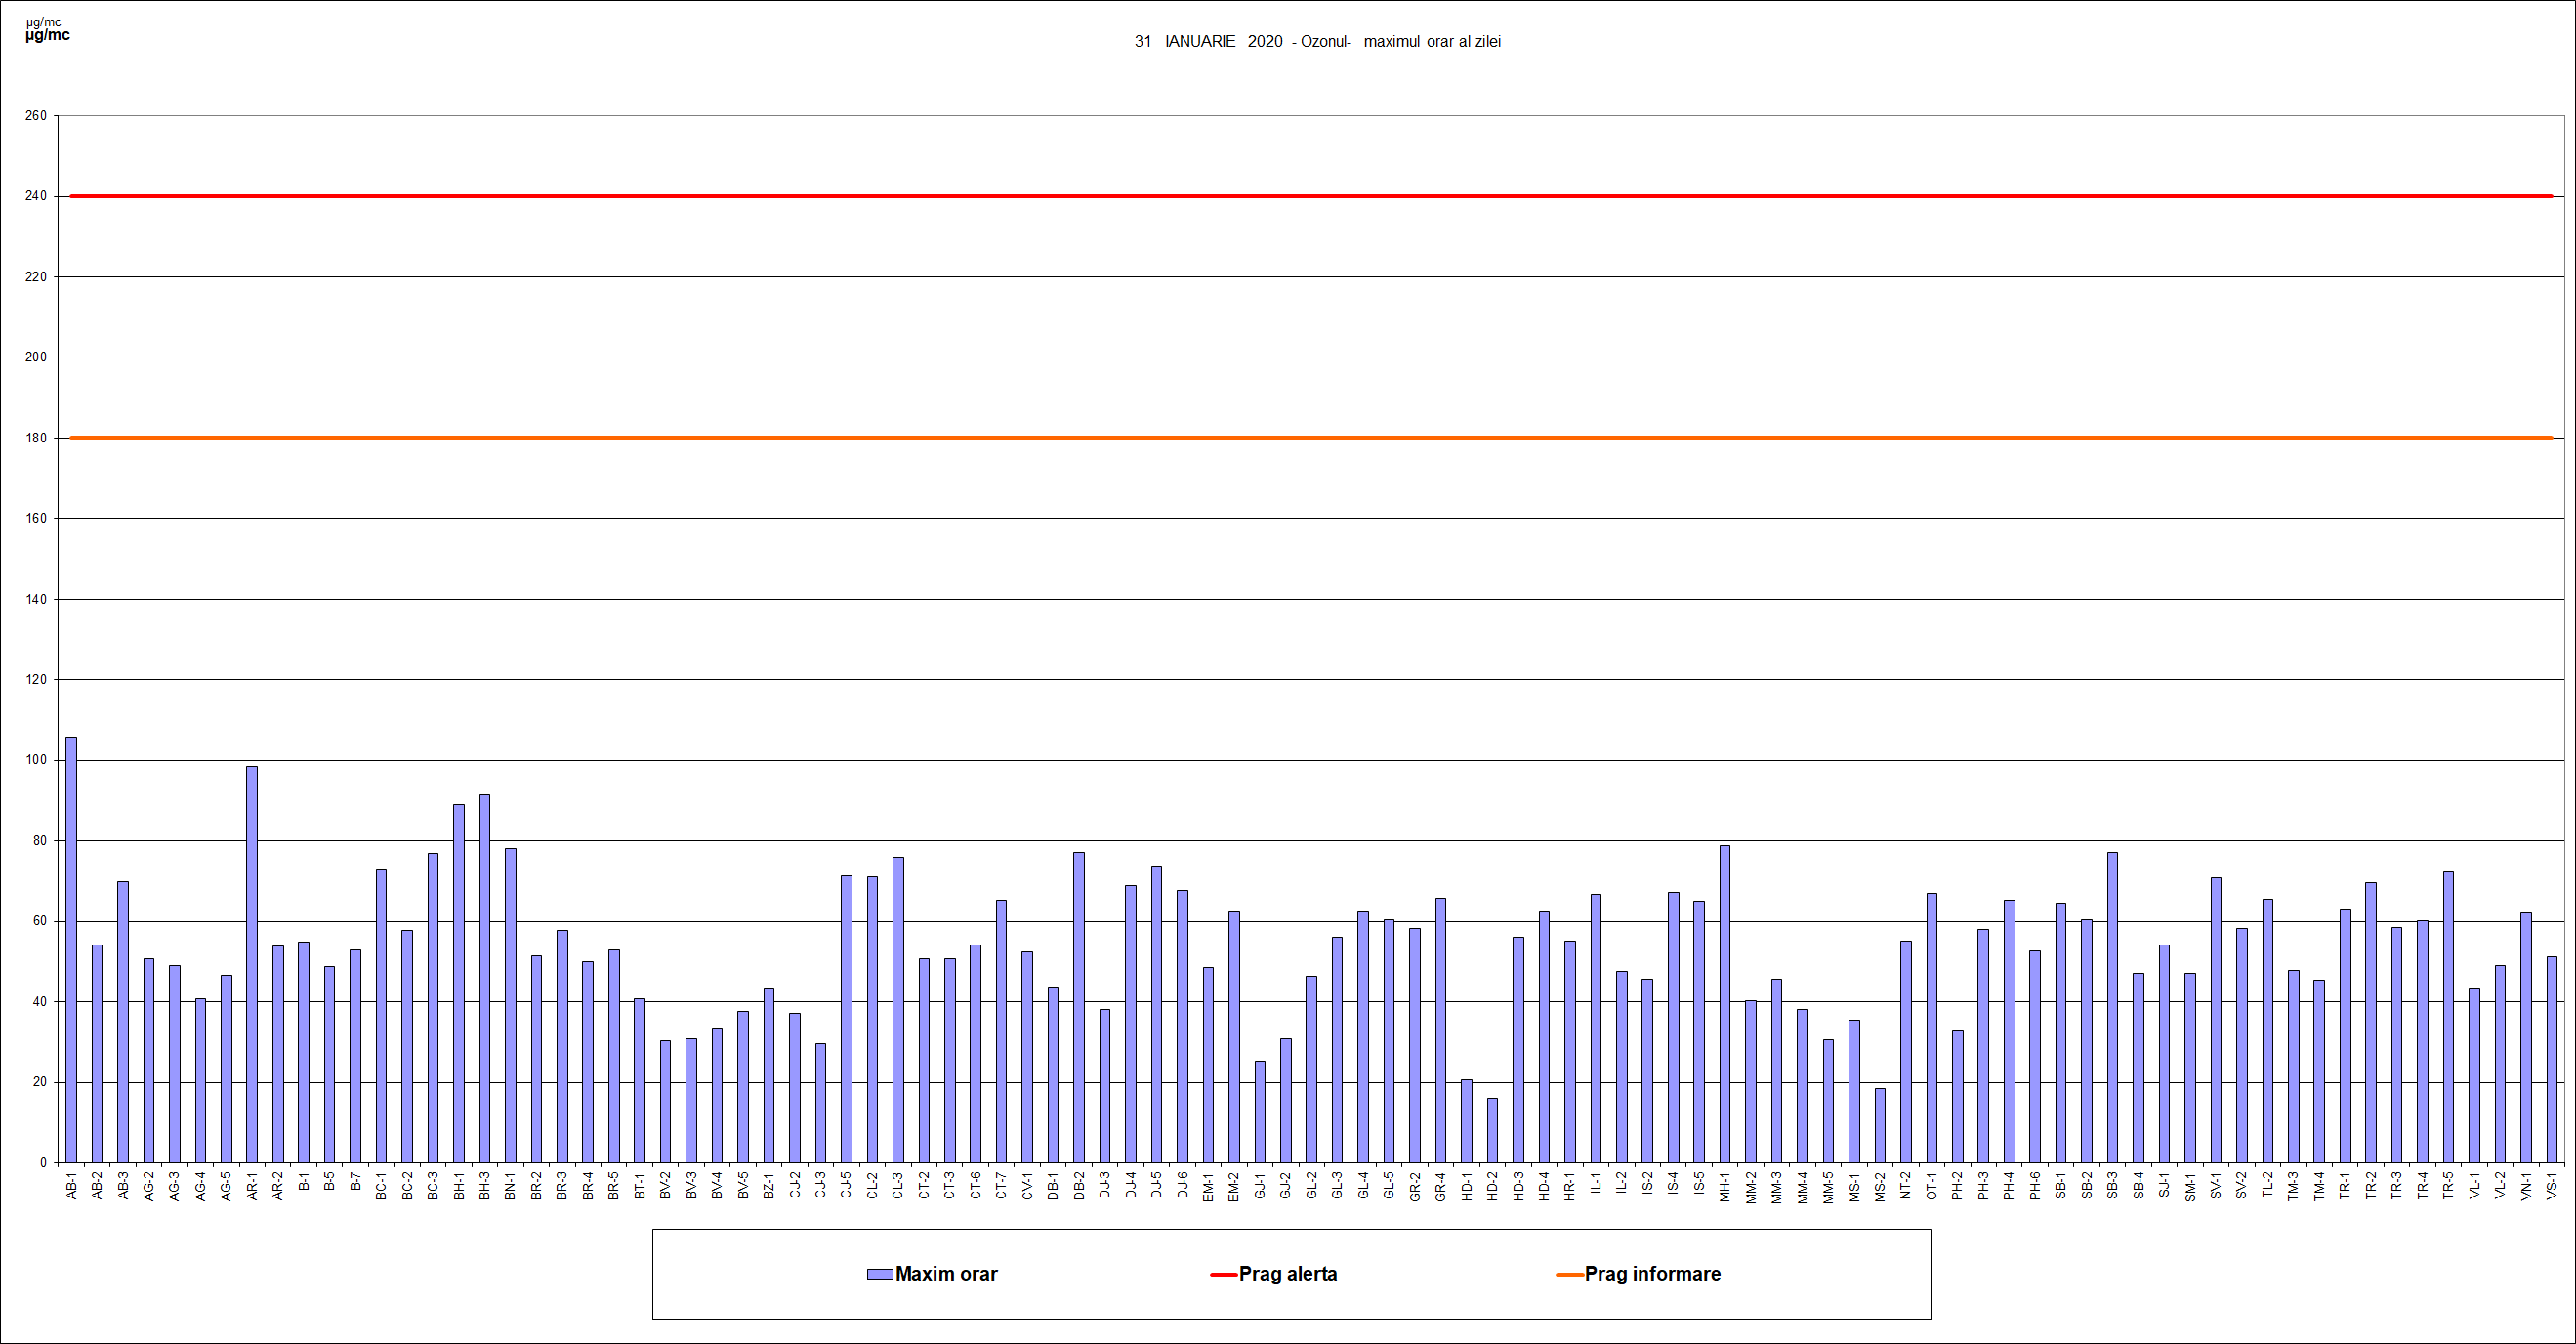 µg/mc
µg/mc
31 IANUARIE 2020 - Ozonul- maximul orar al zilei
260
240
220
200
180
160
140
120
100
80
60
40
20
0
AB-1 AB-2 AB-3 AG-2 AG-3 AG-4 AG-5 AR-1 AR-2 B-1 B-5 B-7 BC-1 BC-2 BC-3 BH-1 BH-3 BN-1 BR-2 BR-3 BR-4 BR-5 BT-1 BV-2 BV-3 BV-4 BV-5 BZ-1 CJ-2 CJ-3 CJ-5 CL-2 CL-3 CT-2 CT-3 CT-6 CT-7 CV-1 DB-1 DB-2 DJ-3 DJ-4 DJ-5 DJ-6 EM-1 EM-2 GJ-1 GJ-2 GL-2 GL-3 GL-4 GL-5 GR-2 GR-4 HD-1 HD-2 HD-3 HD-4 HR-1 IL-1 IL-2 IS-2 IS-4 IS-5 MH-1 MM-2 MM-3 MM-4 MM-5 MS-1 MS-2 NT-2 OT-1 PH-2 PH-3 PH-4 PH-6 SB-1 SB-2 SB-3 SB-4 SJ-1 SM-1 SV-1 SV-2 TL-2 TM-3 TM-4 TR-1 TR-2 TR-3 TR-4 TR-5 VL-1 VL-2 VN-1 VS-1
Maxim orar Prag alerta Prag informare